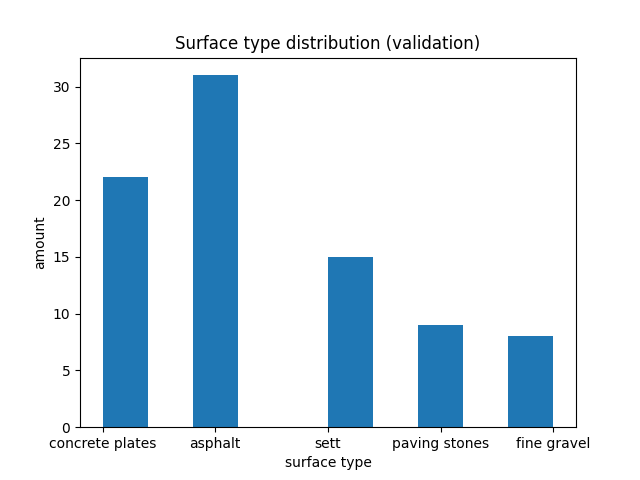 Surface type distribution (validation)
30
25
20
15
10
5
0
amount
concrete plates asphalt sett paving stones fine gravel
surface type